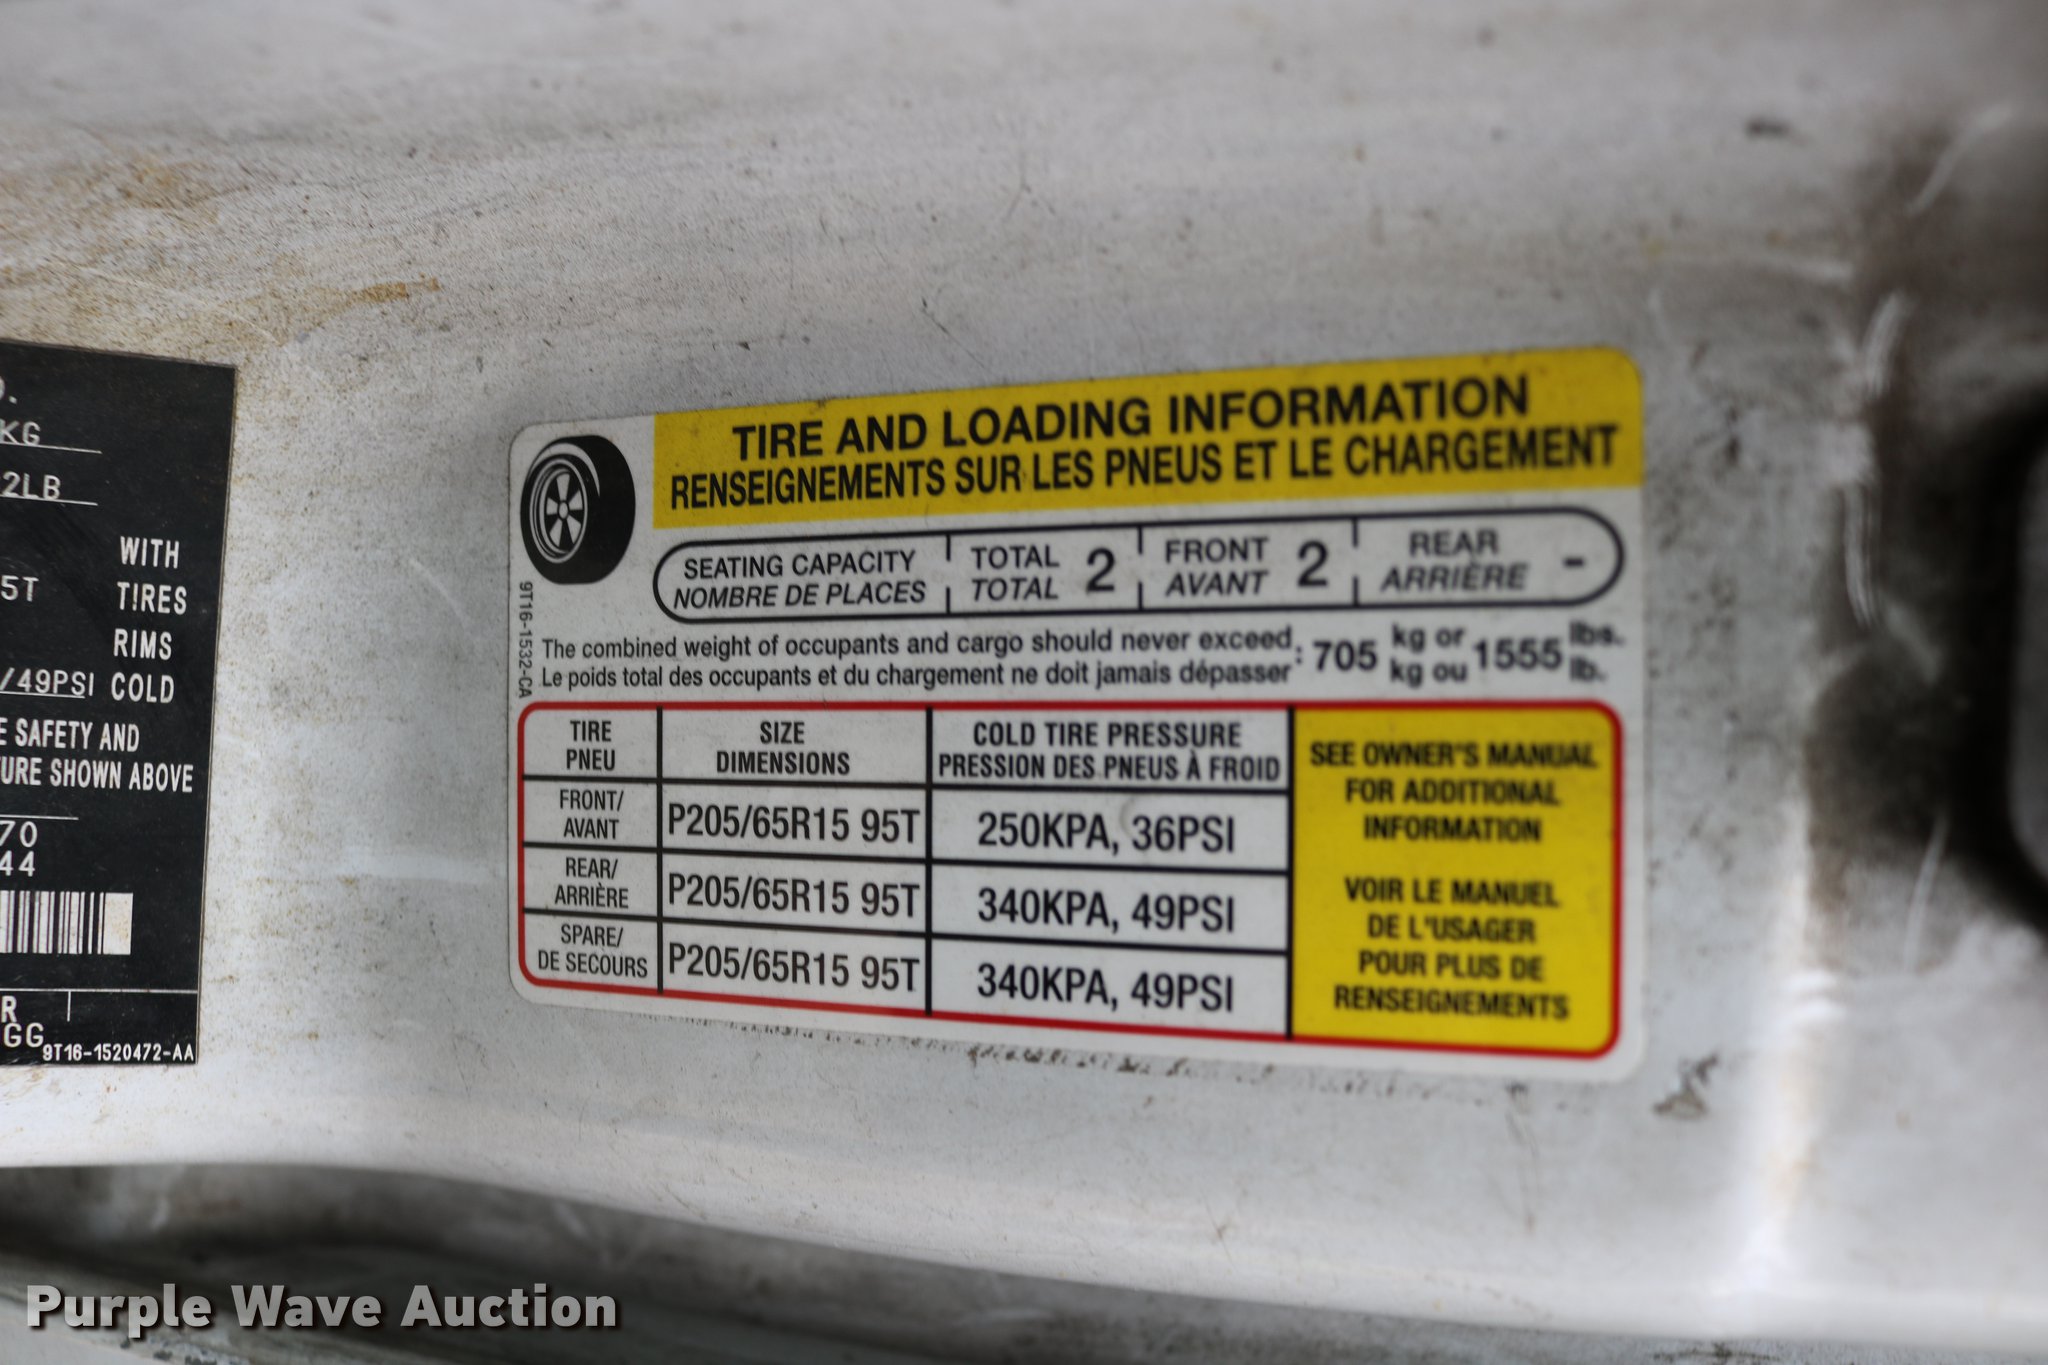 O.
KG
2LB
WITH
5T TIRES
RIMS
/49PSI COLD
E SAFETY AND
TURE SHOWN ABOVE
70
44
R
GG
9T16-1520472-AA
TIRE AND LOADING INFORMATION
RENSEIGNEMENTS SUR LES PNEUS ET LE CHARGEMENT
SEATING CAPACITY TOTAL 2 FRONT 2 REAR -
NOMBRE DE PLACES TOTAL AVANT ARRIÈRE
9T16-1532-CA
The combined weight of occupants and cargo should never exceed : 705 kg or 1555 lbs.
Le poids total des occupants et du chargement ne doit jamais dépasser kg ou lb.
TIRE SIZE COLD TIRE PRESSURE
PNEU DIMENSIONS PRESSION DES PNEUS À FROID
FRONT/
AVANT P205/65R15 95T 250KPA, 36PSI
REAR/
ARRIÈRE P205/65R15 95T 340KPA, 49PSI
SPARE/
DE SECOURS P205/65R15 95T 340KPA, 49PSI
SEE OWNER'S MANUAL
FOR ADDITIONAL
INFORMATION
VOIR LE MANUEL
DE L'USAGER
POUR PLUS DE
RENSEIGNEMENTS
Purple Wave Auction